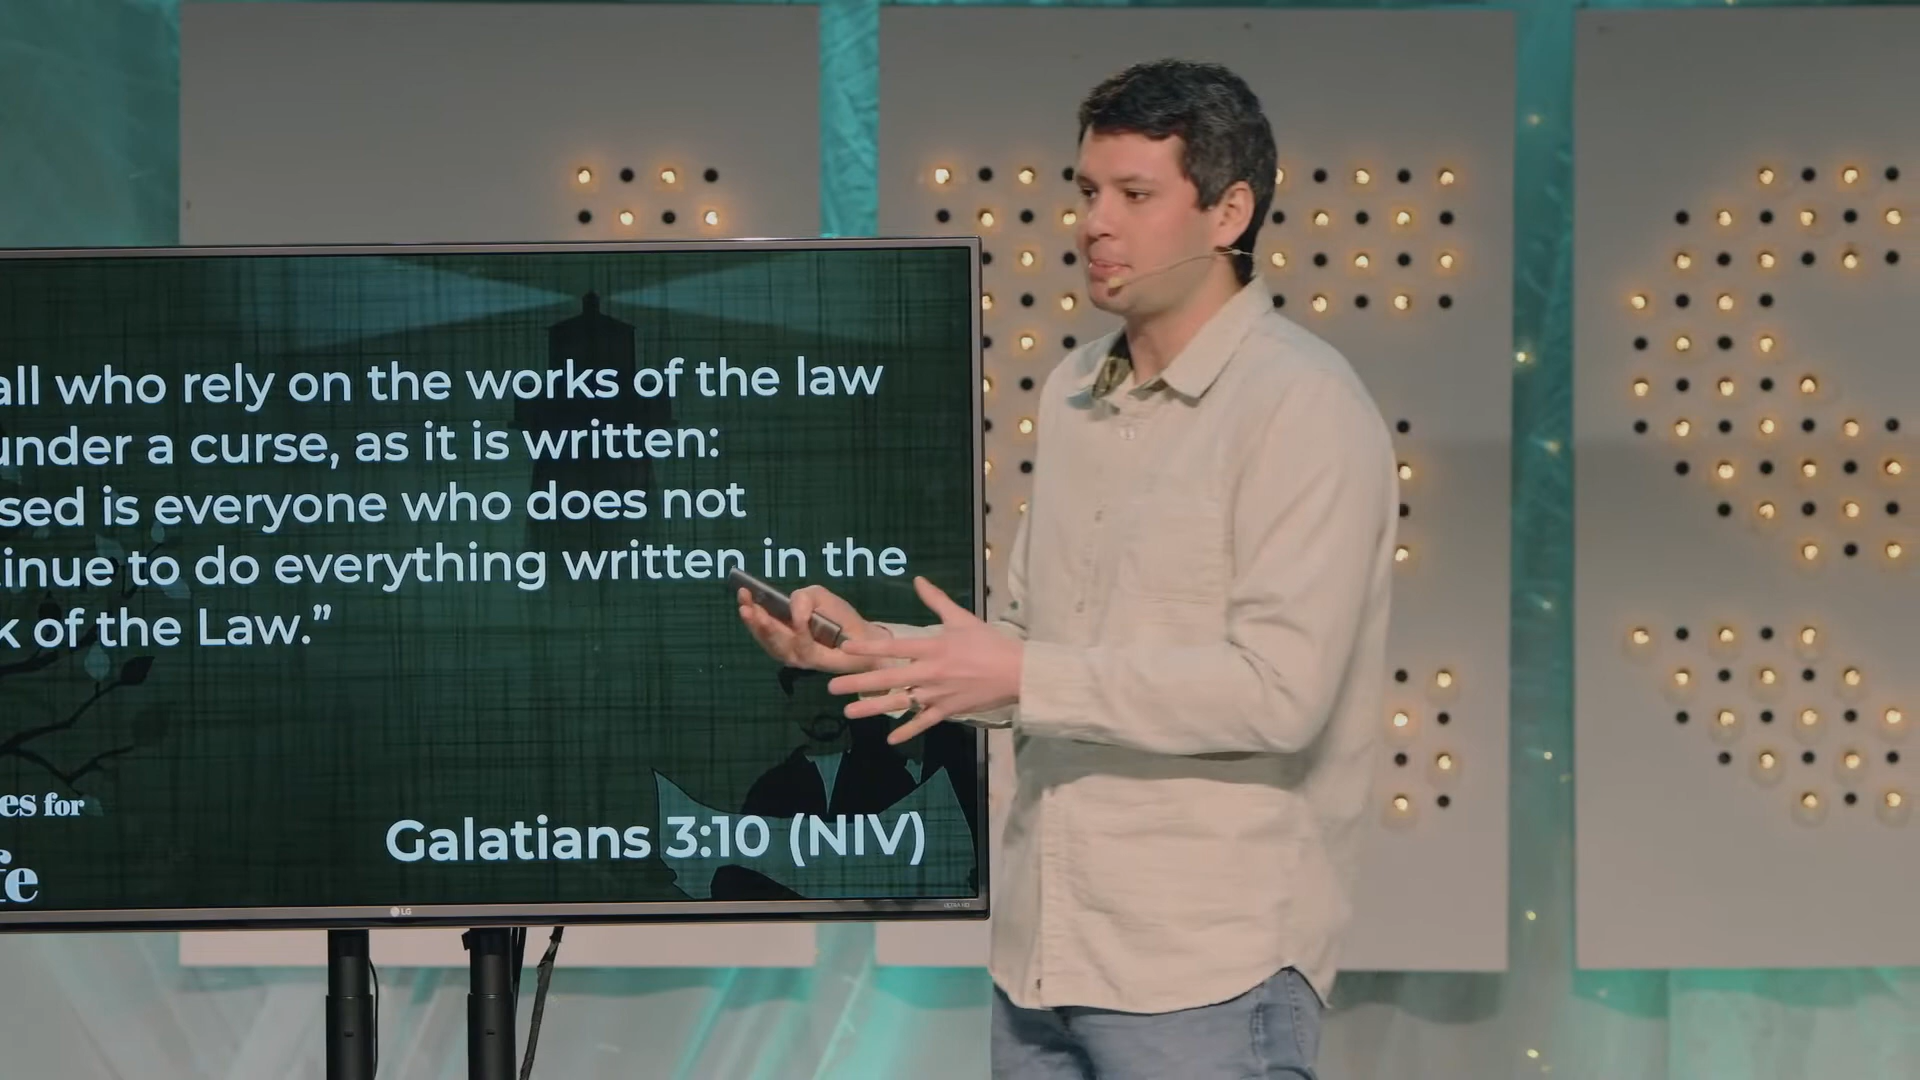 all who rely on the works of the law
under a curse, as it is written:
sed is everyone who does not
tinue to do everything written in the
k of the Law.”
es for
fe
Galatians 3:10 (NIV)
LG
ULTRA HD